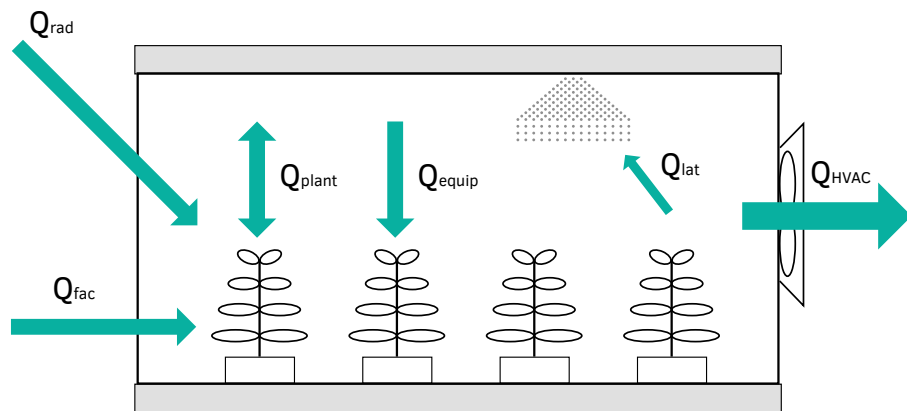 Qrad
Qplant
Qequip
Qlat
QHVAC
Qfac